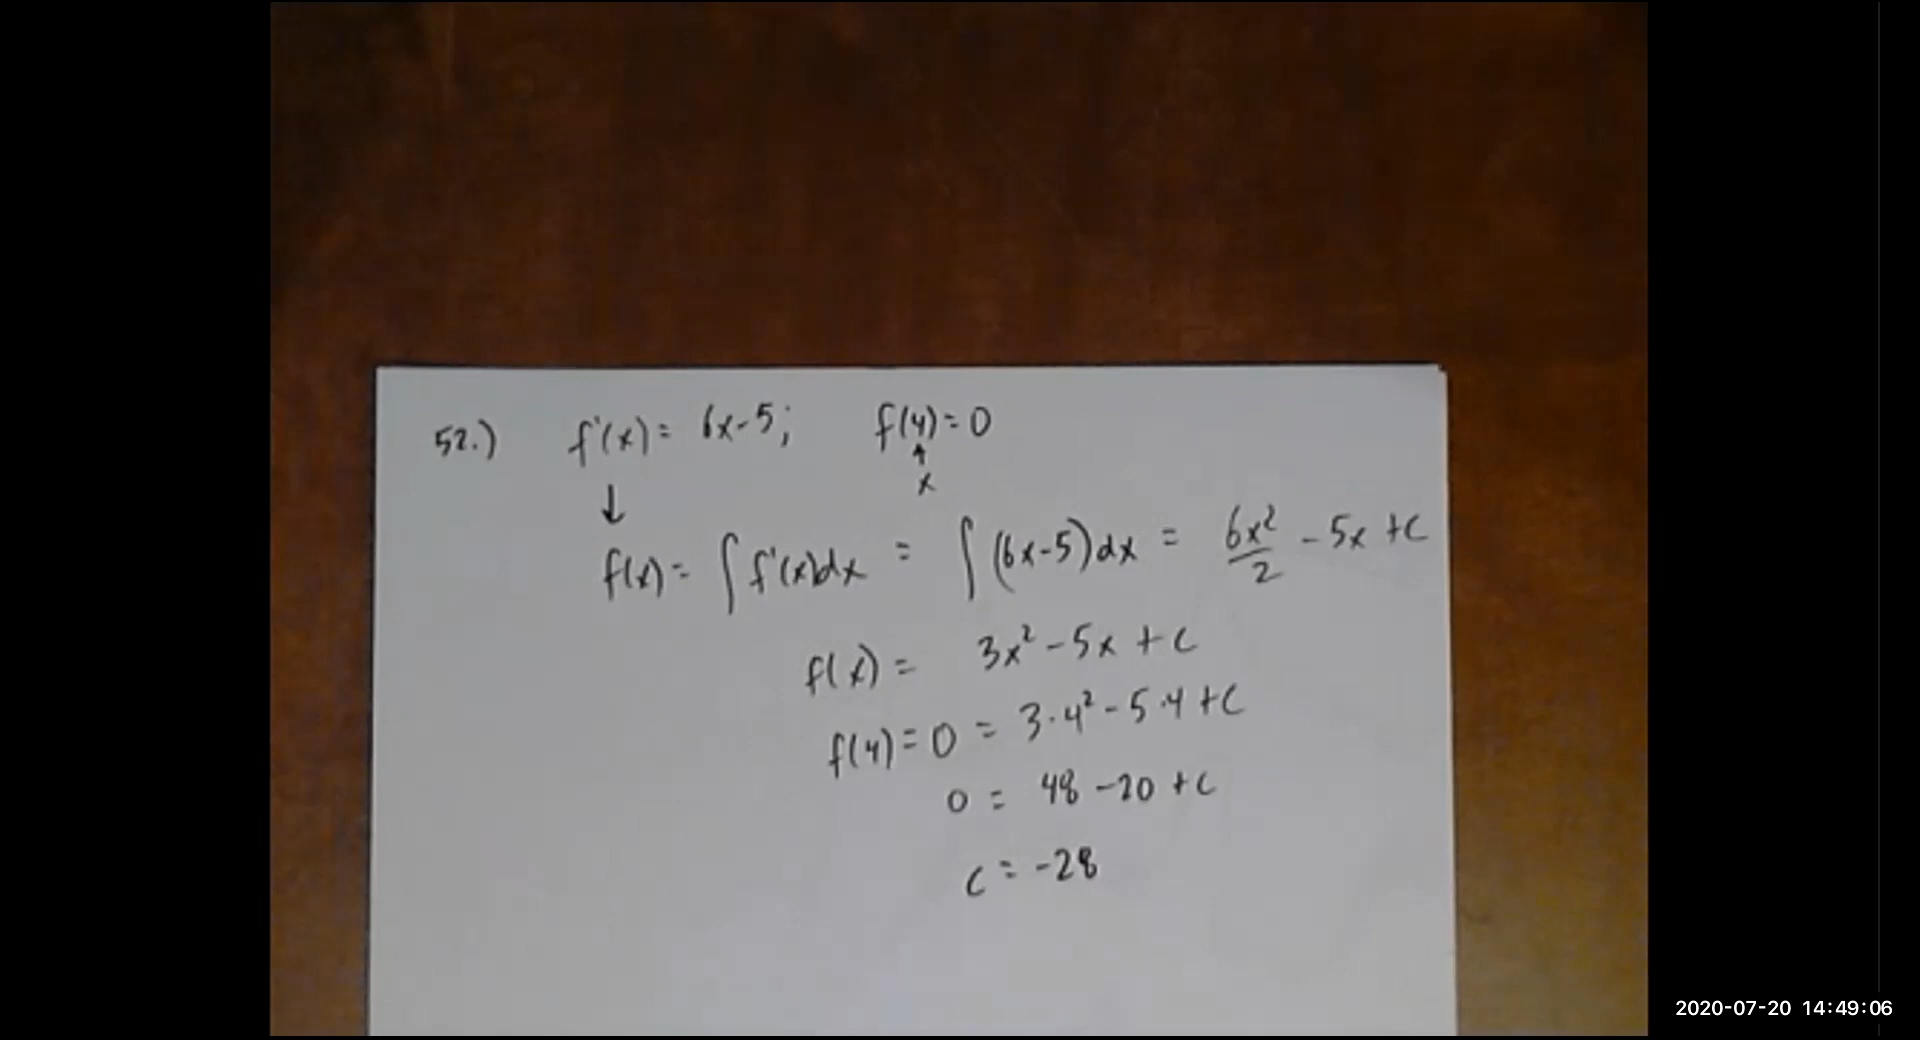 52.) f'(x) = 6x-5; f(4) = 0
↑
x
↓
f(x) = ∫ f'(x)dx = ∫ (6x-5)dx = 6x²/2 - 5x + C
f(x) = 3x² - 5x + C
f(4) = 0 = 3·4² - 5·4 + C
0 = 48 - 20 + C
C = -28
2020-07-20 14:49:06